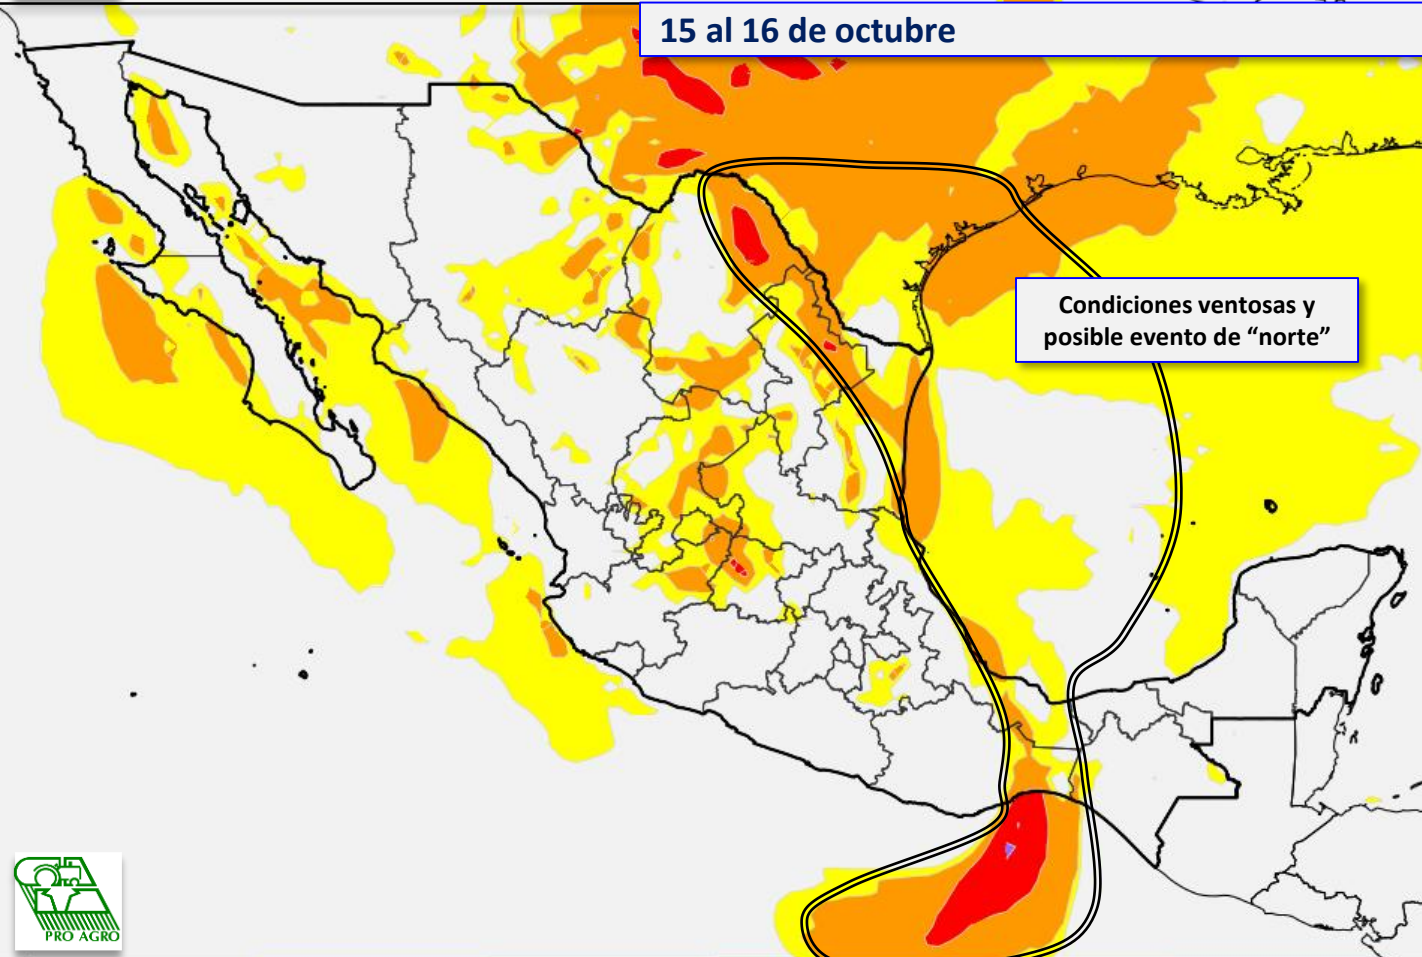 15 al 16 de octubre
Condiciones ventosas y
posible evento de “norte”
PRO AGRO